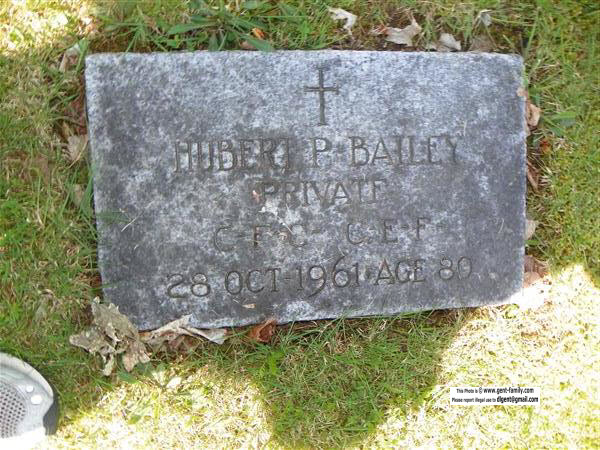 HUBERT P. BAILEY
PRIVATE
C-F-C- C-E-F-
28 OCT-1961 AGE 80
This Photo is © www.gent-family.com
Please report illegal use to digent@gmail.com